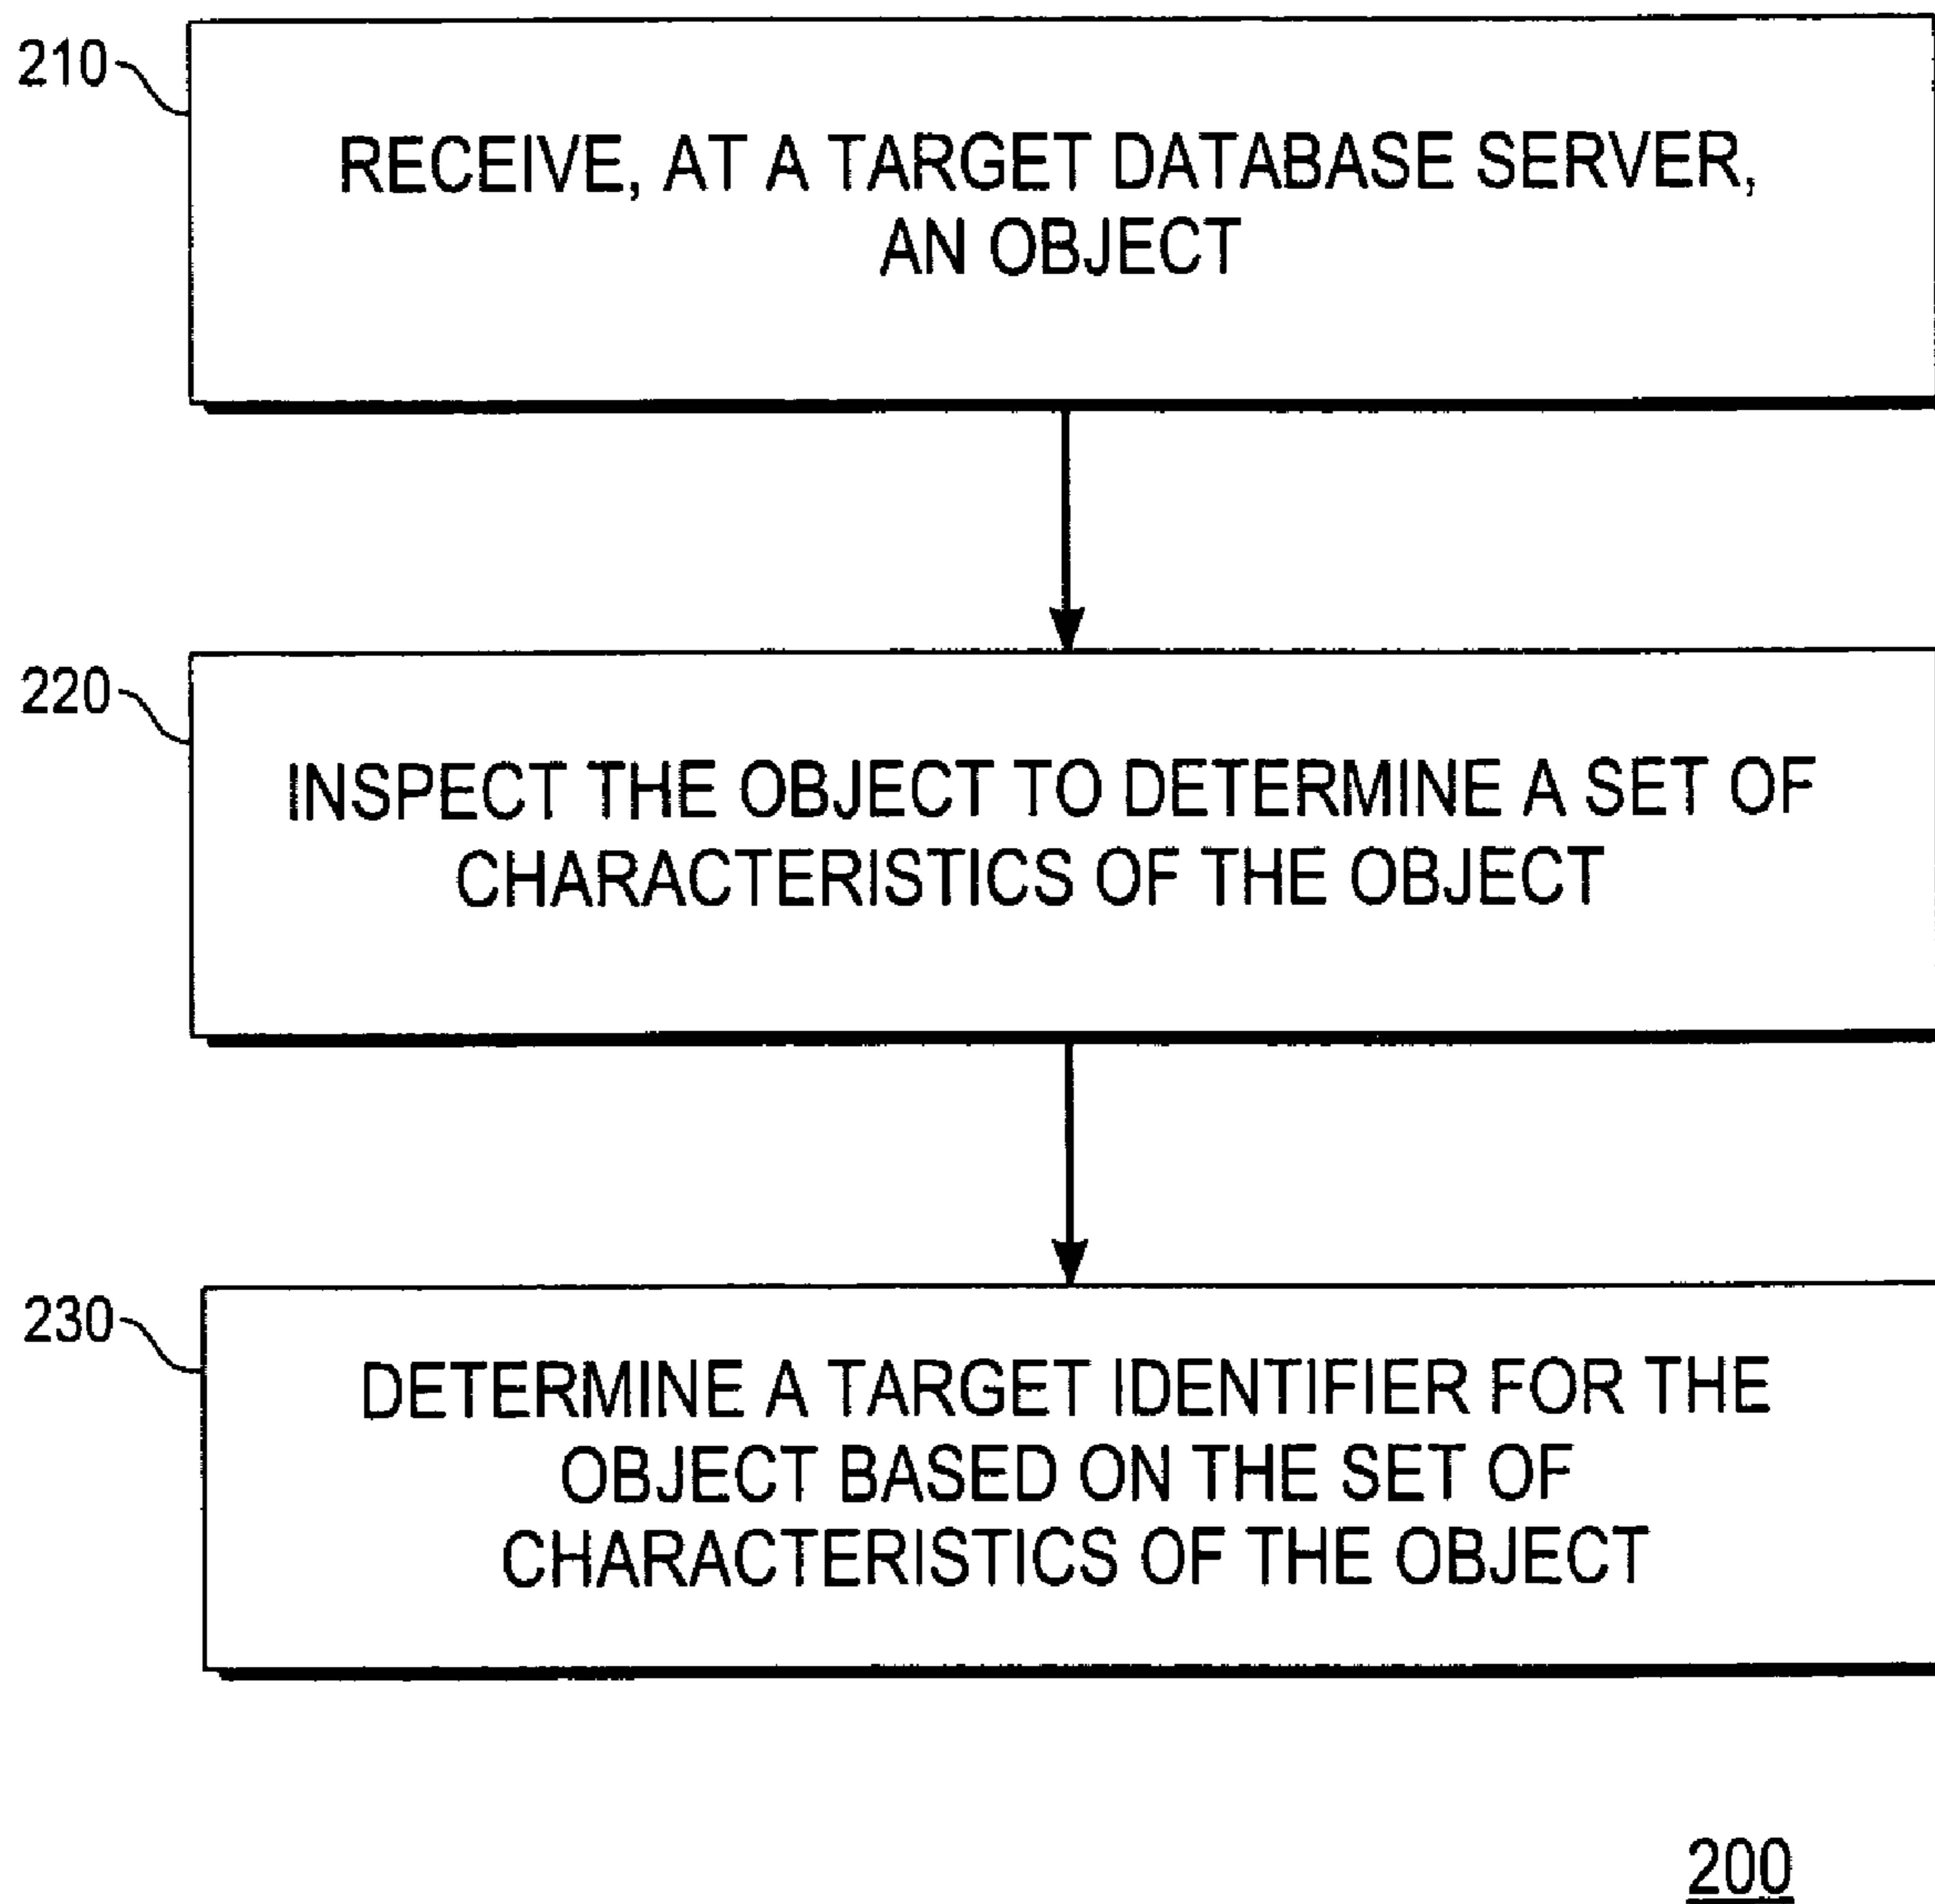 210
RECEIVE, AT A TARGET DATABASE SERVER,
AN OBJECT
220
INSPECT THE OBJECT TO DETERMINE A SET OF
CHARACTERISTICS OF THE OBJECT
230
DETERMINE A TARGET IDENTIFIER FOR THE
OBJECT BASED ON THE SET OF
CHARACTERISTICS OF THE OBJECT
200